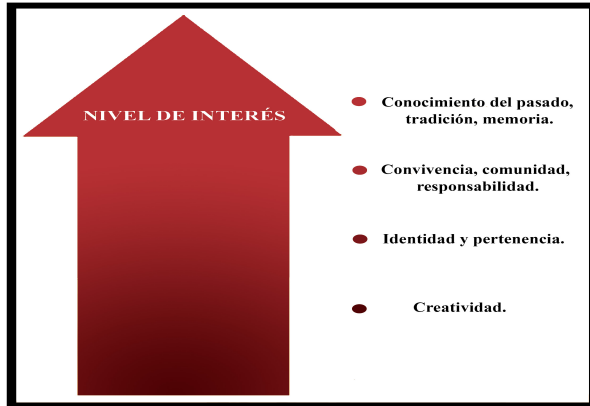 NIVEL DE INTERÉS
Conocimiento del pasado,
tradición, memoria.
Convivencia, comunidad,
responsabilidad.
Identidad y pertenencia.
Creatividad.